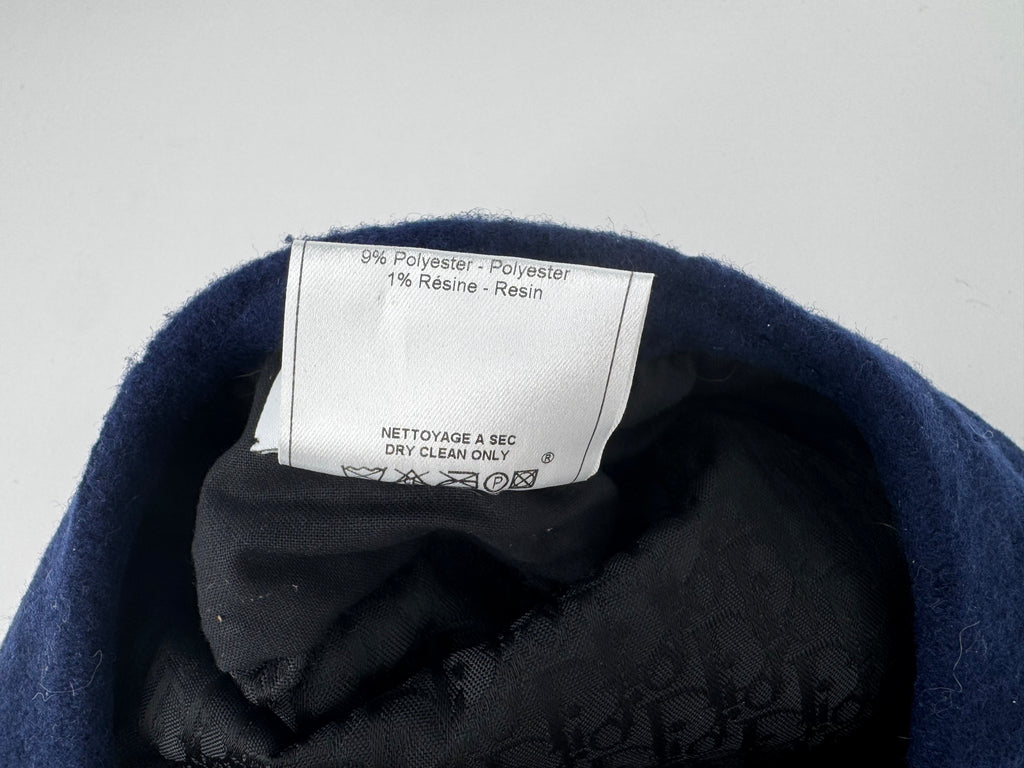 9% Polyester - Polyester
1% Résine - Resin
NETTOYAGE A SEC
DRY CLEAN ONLY
®
P